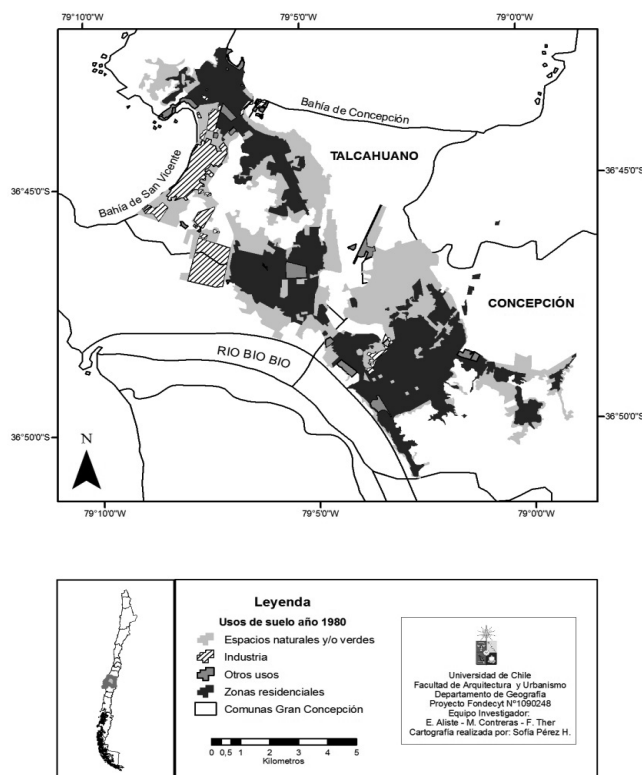 79°10'0"W 79°5'0"W 79°0'0"W
Bahía de Concepción
TALCAHUANO
36°45'0"S 36°45'0"S
Bahía de San Vicente
CONCEPCIÓN
RIO BIO BIO
36°50'0"S 36°50'0"S
N
79°10'0"W 79°5'0"W 79°0'0"W
Leyenda
Usos de suelo año 1980
Espacios naturales y/o verdes
Industria
Otros usos
Zonas residenciales
Comunas Gran Concepción
0 0,5 1 2 3 4 5
Kilometros
Universidad de Chile
Facultad de Arquitectura y Urbanismo
Departamento de Geografía
Proyecto Fondecyt N°1090248
Equipo Investigador:
E. Aliste - M. Contreras - F. Ther
Cartografía realizada por: Sofía Pérez H.